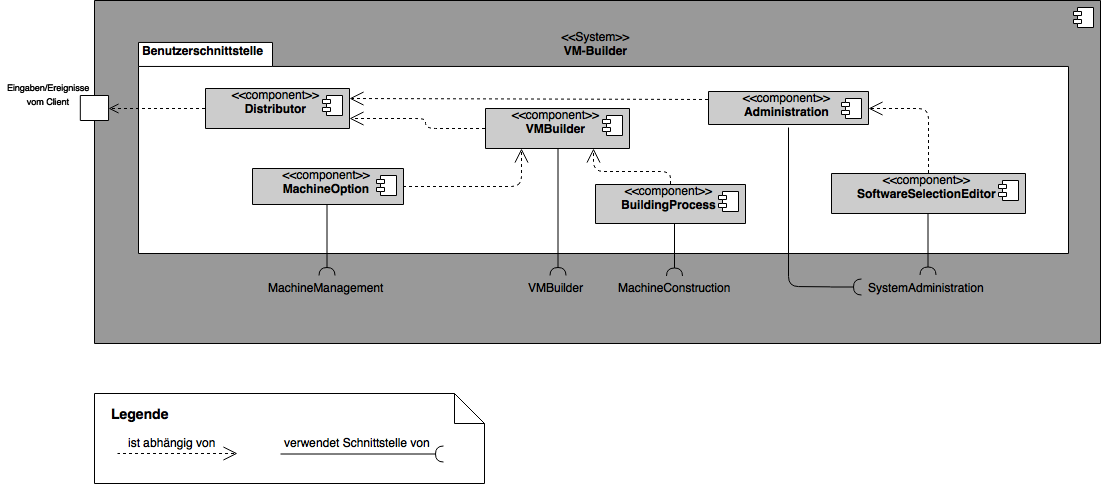 <<System>>
VM-Builder
Benutzerschnittstelle
Eingaben/Ereignisse
vom Client
<<component>>
Distributor
<<component>>
VMBuilder
<<component>>
Administration
<<component>>
MachineOption
<<component>>
BuildingProcess
<<component>>
SoftwareSelectionEditor
MachineManagement
VMBuilder
MachineConstruction
SystemAdministration
Legende
ist abhängig von
verwendet Schnittstelle von